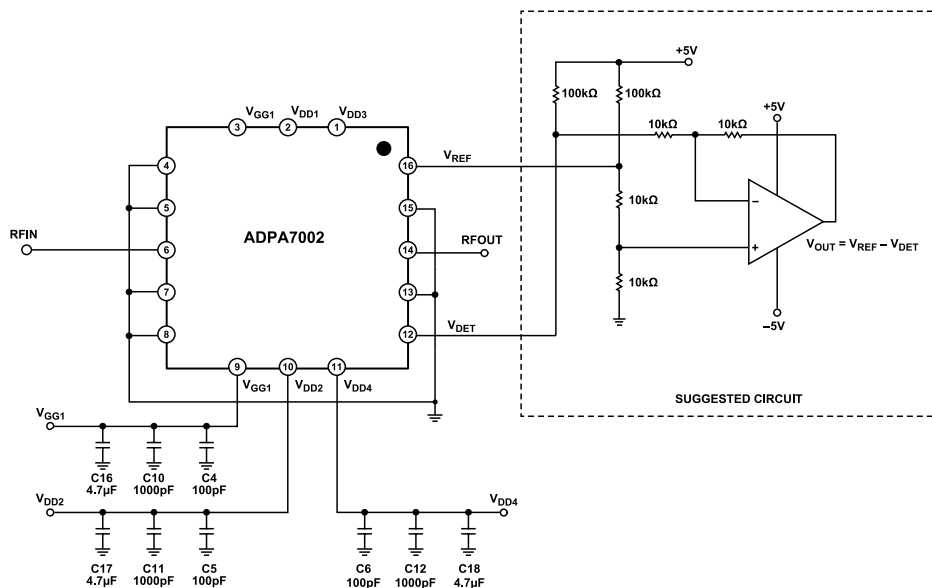 +5V
100kΩ
100kΩ
+5V
10kΩ
10kΩ
VGG1
VDD1
VDD3
3
2
1
4
16
VREF
10kΩ
–
5
15
ADPA7002
RFIN
6
14
RFOUT
+
VOUT = VREF – VDET
10kΩ
7
13
–5V
8
12
VDET
9
10
11
VGG1
VDD2
VDD4
SUGGESTED CIRCUIT
VGG1
C16
4.7µF
C10
1000pF
C4
100pF
VDD2
VDD4
C17
4.7µF
C11
1000pF
C5
100pF
C6
100pF
C12
1000pF
C18
4.7µF